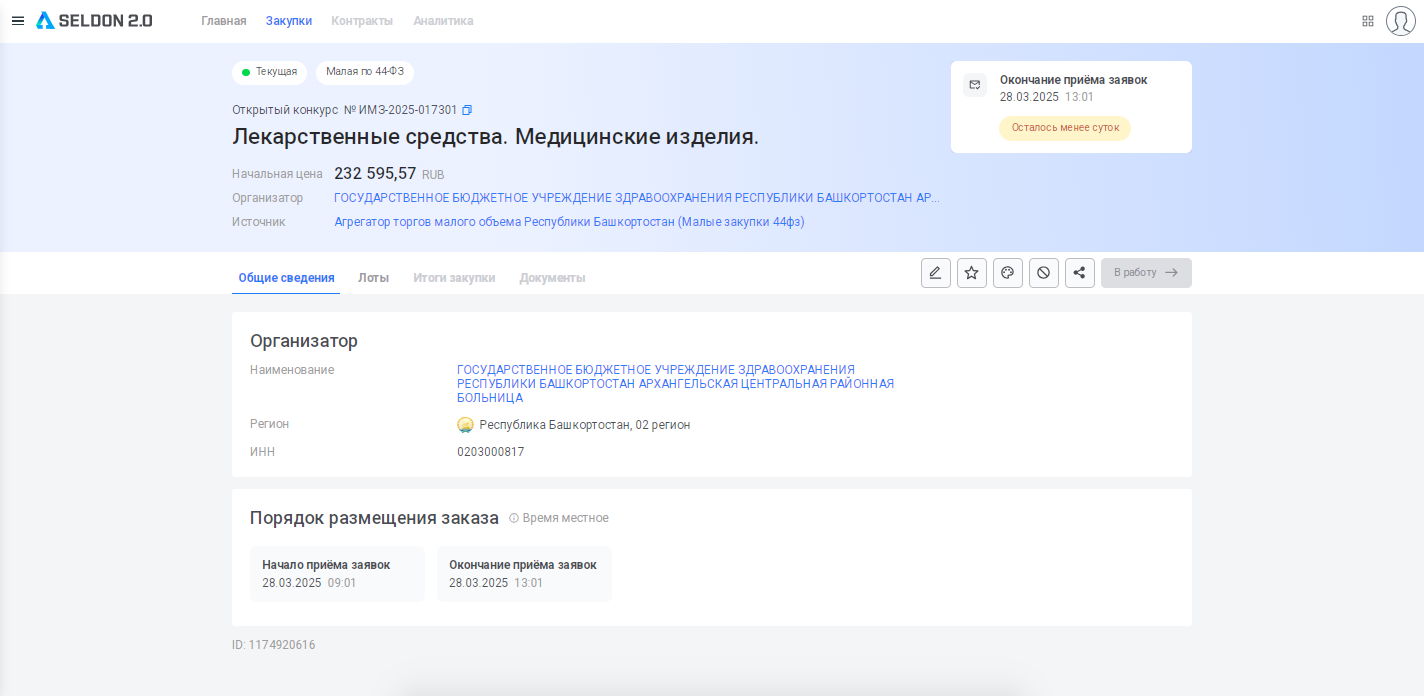 SELDON 2.0
Главная Закупки Контракты Аналитика
Текущая Малая по 44-ФЗ
Открытый конкурс № ИМЗ-2025-017301
Лекарственные средства. Медицинские изделия.
Начальная цена 232 595,57 RUB
Организатор ГОСУДАРСТВЕННОЕ БЮДЖЕТНОЕ УЧРЕЖДЕНИЕ ЗДРАВООХРАНЕНИЯ РЕСПУБЛИКИ БАШКОРТОСТАН АР...
Источник Агрегатор торгов малого объема Республики Башкортостан (Малые закупки 44фз)
Окончание приёма заявок
28.03.2025 13:01
Осталось менее суток
Общие сведения Лоты Итоги закупки Документы
В работу
Организатор
Наименование ГОСУДАРСТВЕННОЕ БЮДЖЕТНОЕ УЧРЕЖДЕНИЕ ЗДРАВООХРАНЕНИЯ
РЕСПУБЛИКИ БАШКОРТОСТАН АРХАНГЕЛЬСКАЯ ЦЕНТРАЛЬНАЯ РАЙОННАЯ
БОЛЬНИЦА
Регион Республика Башкортостан, 02 регион
ИНН 0203000817
Порядок размещения заказа Время местное
Начало приёма заявок
28.03.2025 09:01
Окончание приёма заявок
28.03.2025 13:01
ID: 1174920616